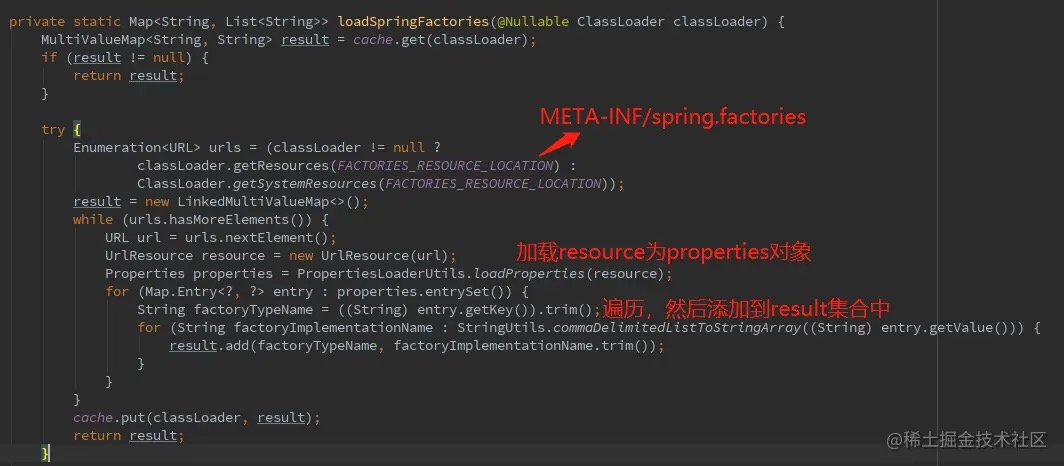 private static Map<String, List<String>> loadSpringFactories(@Nullable ClassLoader classLoader) {
MultiValueMap<String, String> result = cache.get(classLoader);
if (result != null) {
return result;
}
META-INF/spring.factories
try {
Enumeration<URL> urls = (classLoader != null ?
classLoader.getResources(FACTORIES_RESOURCE_LOCATION) :
ClassLoader.getSystemResources(FACTORIES_RESOURCE_LOCATION));
result = new LinkedMultiValueMap<>();
while (urls.hasMoreElements()) {
URL url = urls.nextElement();
UrlResource resource = new UrlResource(url);
加载resource为properties对象
Properties properties = PropertiesLoaderUtils.loadProperties(resource);
for (Map.Entry<?, ?> entry : properties.entrySet()) {
String factoryTypeName = ((String) entry.getKey()).trim();遍历，然后添加到result集合中
for (String factoryImplementationName : StringUtils.commaDelimitedListToStringArray((String) entry.getValue())) {
result.add(factoryTypeName, factoryImplementationName.trim());
}
}
}
cache.put(classLoader, result);
return result;
}
@稀土掘金技术社区